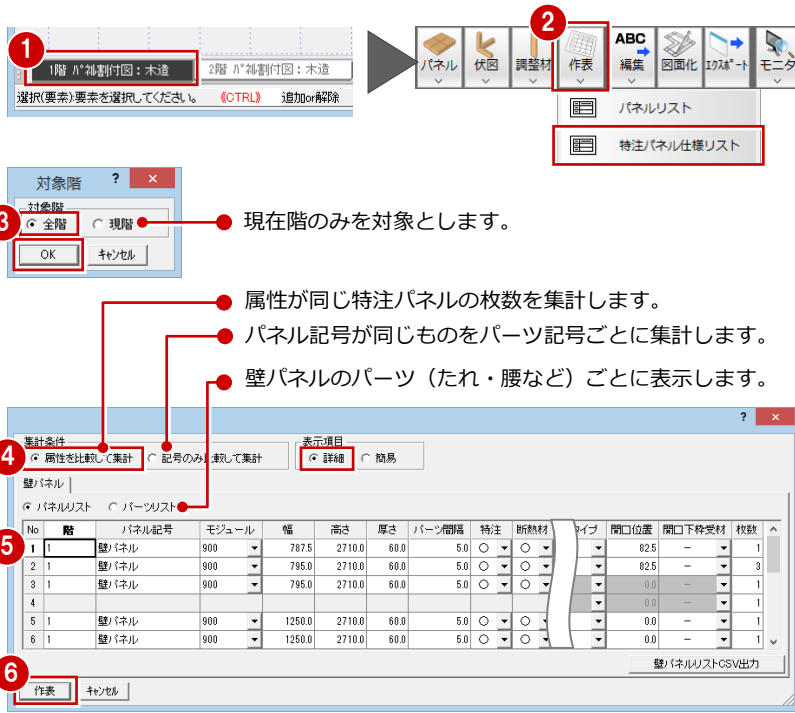 1
1階 ﾊﾟﾈﾙ割付図：木造
2階 ﾊﾟﾈﾙ割付図：木造
選択(要素):要素を選択してください。 《CTRL》 追加or解除
2
パネル
伏図
調整材
作表
ABC
編集
図面化
ｴｸｽﾎﾟｰﾄ
モニタ
パネルリスト
特注パネル仕様リスト
対象階 ? ×
対象階
3
全階 現階
現在階のみを対象とします。
OK ｷｬﾝｾﾙ
属性が同じ特注パネルの枚数を集計します。
パネル記号が同じものをパーツ記号ごとに集計します。
壁パネルのパーツ（たれ・腰など）ごとに表示します。
? ×
集計条件 表示項目
4
属性を比較して集計 記号のみ比較して集計 詳細 簡易
壁パネル
パネルリスト パーツリスト
No 階 パネル記号 モジュール 幅 高さ 厚さ パーツ間隔 特注 断熱材 タイプ 開口位置 開口下枠受材 枚数
5
1 1 壁パネル 900 787.5 2710.0 60.0 5.0 ○ ○ 82.5 － 1
2 1 壁パネル 900 795.0 2710.0 60.0 5.0 ○ ○ 82.5 － 3
3 1 壁パネル 900 795.0 2710.0 60.0 5.0 ○ ○ 0.0 － 1
4 0.0 － 1
5 1 壁パネル 900 1250.0 2710.0 60.0 5.0 ○ ○ 0.0 － 1
6 1 壁パネル 900 1250.0 2710.0 60.0 5.0 ○ ○ 0.0 － 1
壁パネルリストCSV出力
6
作表 ｷｬﾝｾﾙ